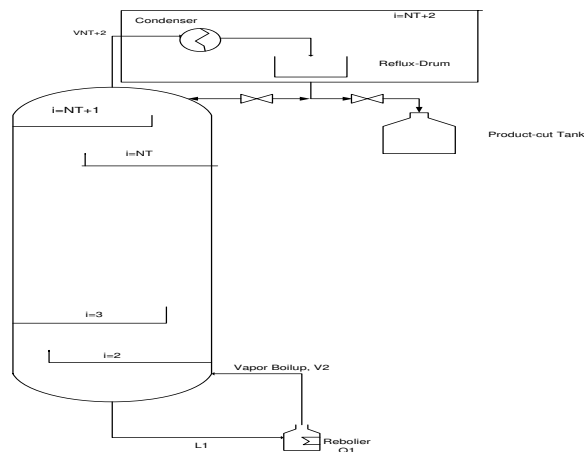 Condenser
i=NT+2
VNT+2
Reflux-Drum
i=NT+1
Product-cut Tank
i=NT
i=3
i=2
Vapor Boilup, V2
L1
Rebolier
Q1